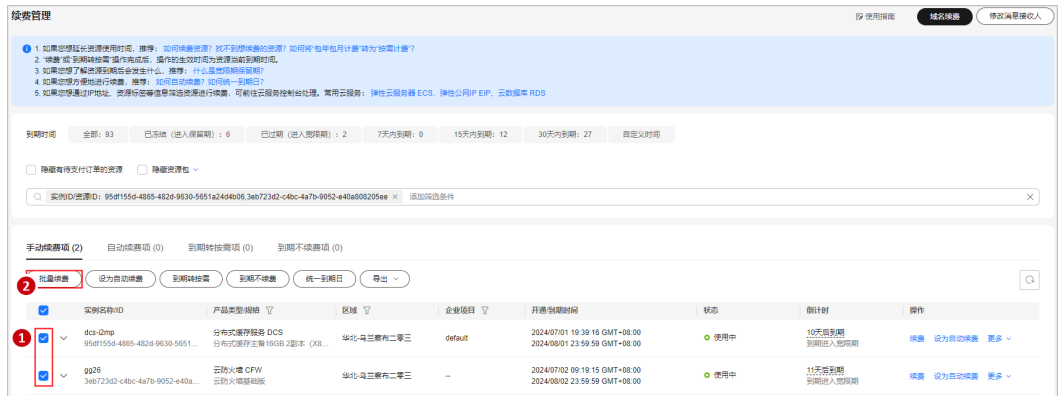 续费管理
使用指南
域名续费
修改消息接收人
1. 如果您想延长资源使用时间，推荐： 如何续费资源? 找不到想续费的资源? 如何将“包年包月计费”转为“按需计费”?
2. “续费”或“到期转按需”操作完成后，操作的生效时间为资源当前到期时间。
3. 如果您想了解资源到期后会发生什么，推荐： 什么是宽限期保留期?
4. 如果您想方便地进行续费，推荐： 如何自动续费? 如何统一到期日?
5. 如果您想通过IP地址、资源标签等信息筛选资源进行续费，可前往云服务控制台处理。常用云服务： 弹性云服务器 ECS、弹性公网IP EIP、云数据库 RDS
到期时间 全部：93 已冻结（进入保留期）：6 已过期（进入宽限期）：2 7天内到期：0 15天内到期：12 30天内到期：27 自定义时间
隐藏有待支付订单的资源 隐藏资源包
实例ID/资源ID：95df155d-4865-482d-9630-5651a24d4b06,3eb723d2-c4bc-4a7b-9052-e40a808205ee × 添加筛选条件
手动续费项 (2) 自动续费项 (0) 到期转按需项 (0) 到期不续费项 (0)
批量续费 设为自动续费 到期转按需 到期不续费 统一到期日 导出
2
实例名称/ID 产品类型/规格 区域 企业项目 开通/到期时间 状态 倒计时 操作
1
dcs-i2mp 分布式缓存服务 DCS 华北-乌兰察布二零三 default 2024/07/01 19:39:16 GMT+08:00 使用中 10天后到期 续费 设为自动续费 更多
95df155d-4865-482d-9630-5651... 分布式缓存主备16GB 2副本（X8... 2024/08/01 23:59:59 GMT+08:00 到期进入宽限期
gg26 云防火墙 CFW 华北-乌兰察布二零三 -- 2024/07/02 09:19:15 GMT+08:00 使用中 11天后到期 续费 设为自动续费 更多
3eb723d2-c4bc-4a7b-9052-e40a... 云防火墙基础版 2024/08/02 23:59:59 GMT+08:00 到期进入宽限期